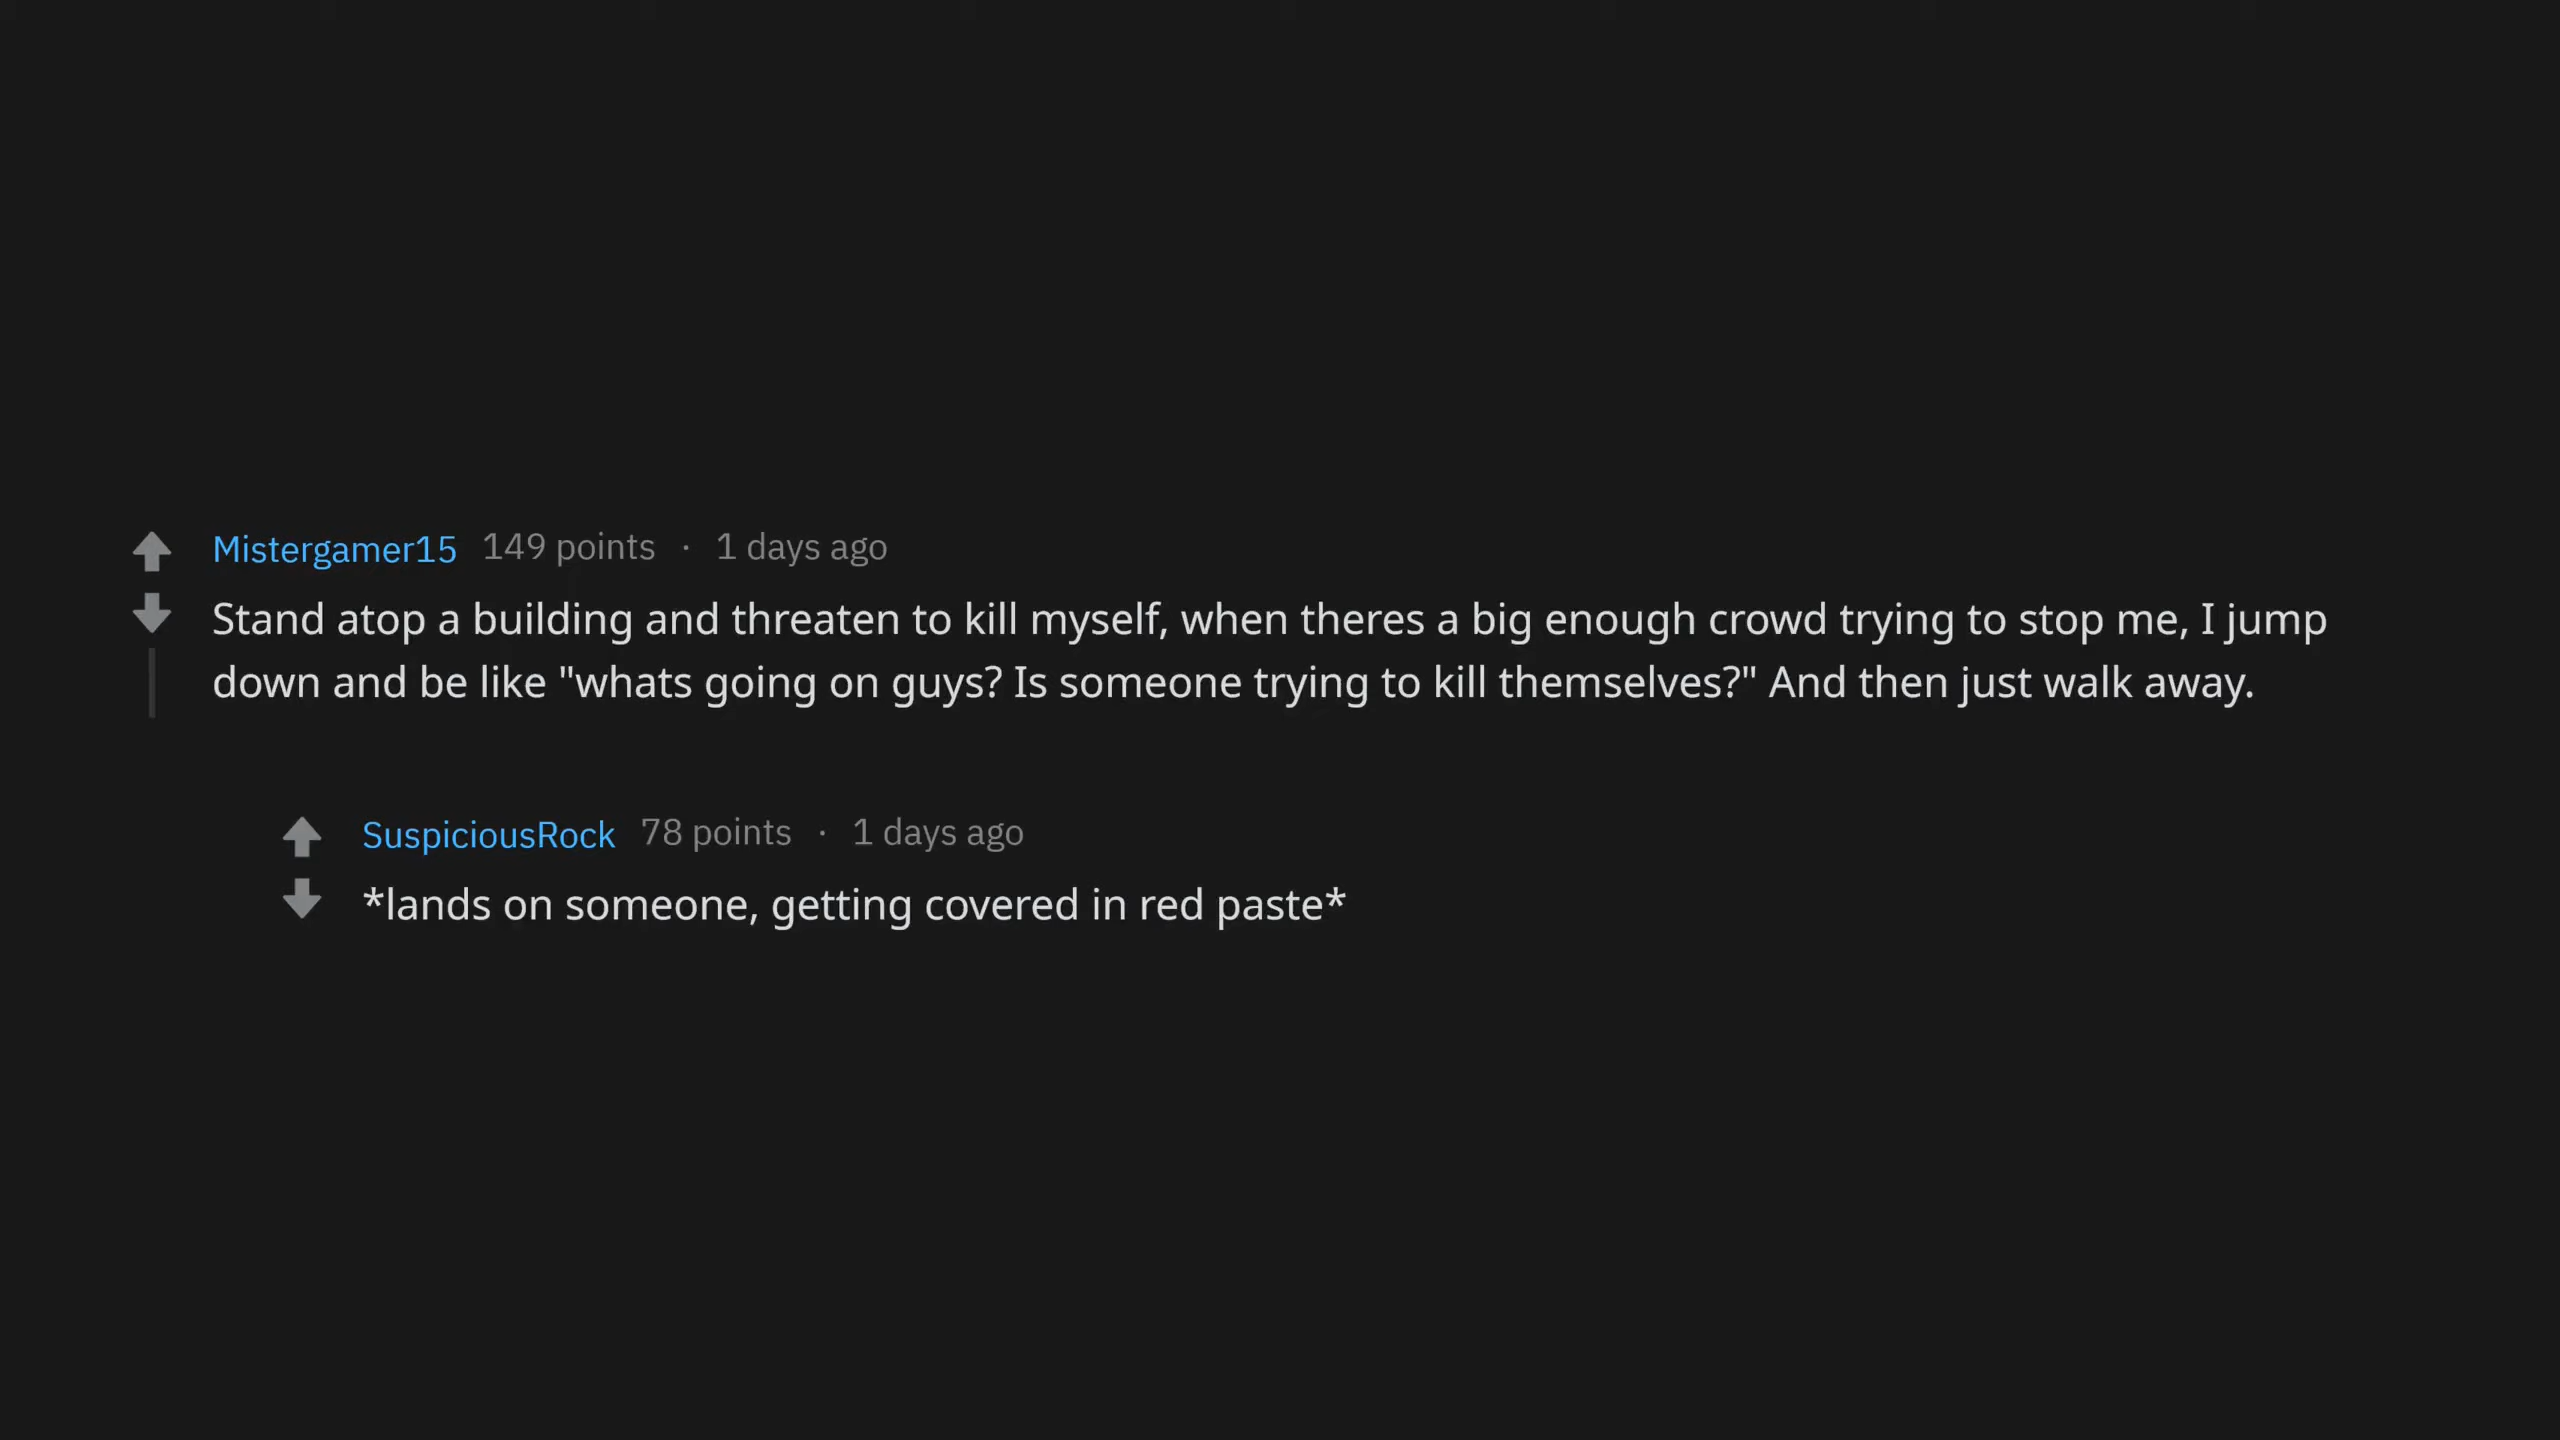 Mistergamer15 149 points · 1 days ago
Stand atop a building and threaten to kill myself, when theres a big enough crowd trying to stop me, I jump
down and be like "whats going on guys? Is someone trying to kill themselves?" And then just walk away.
SuspiciousRock 78 points · 1 days ago
*lands on someone, getting covered in red paste*